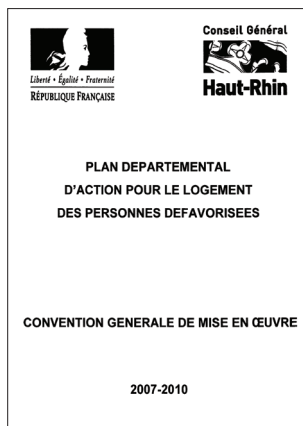 Liberté • Égalité • Fraternité
RÉPUBLIQUE FRANÇAISE
Conseil Général
Haut-Rhin
PLAN DEPARTEMENTAL
D'ACTION POUR LE LOGEMENT
DES PERSONNES DEFAVORISEES
CONVENTION GENERALE DE MISE EN ŒUVRE
2007-2010